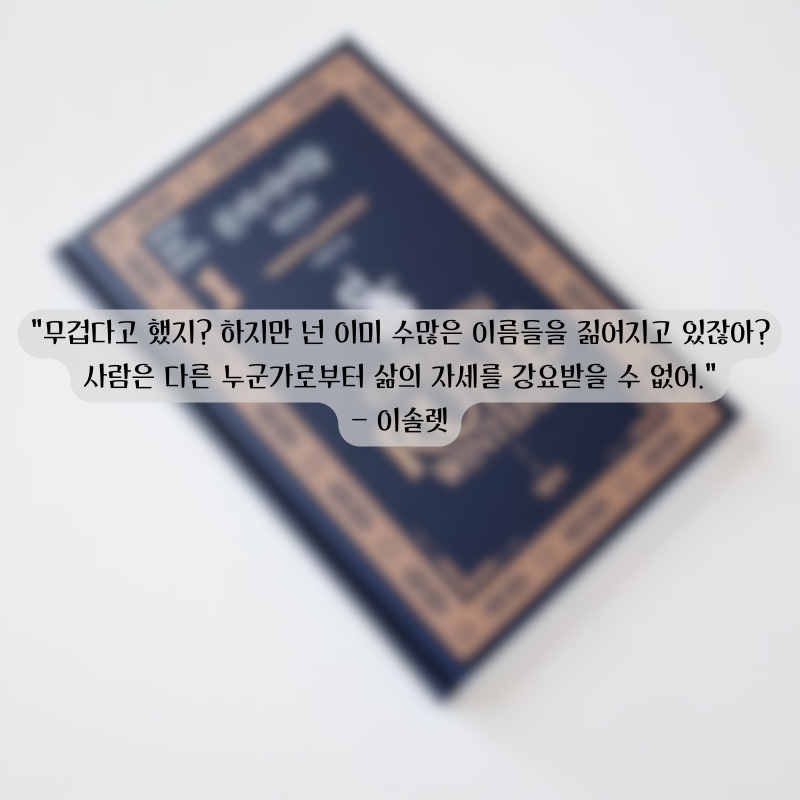 "무겁다고 했지? 하지만 넌 이미 수많은 이름들을 짊어지고 있잖아?
사람은 다른 누군가로부터 삶의 자세를 강요받을 수 없어."
– 이솔렛